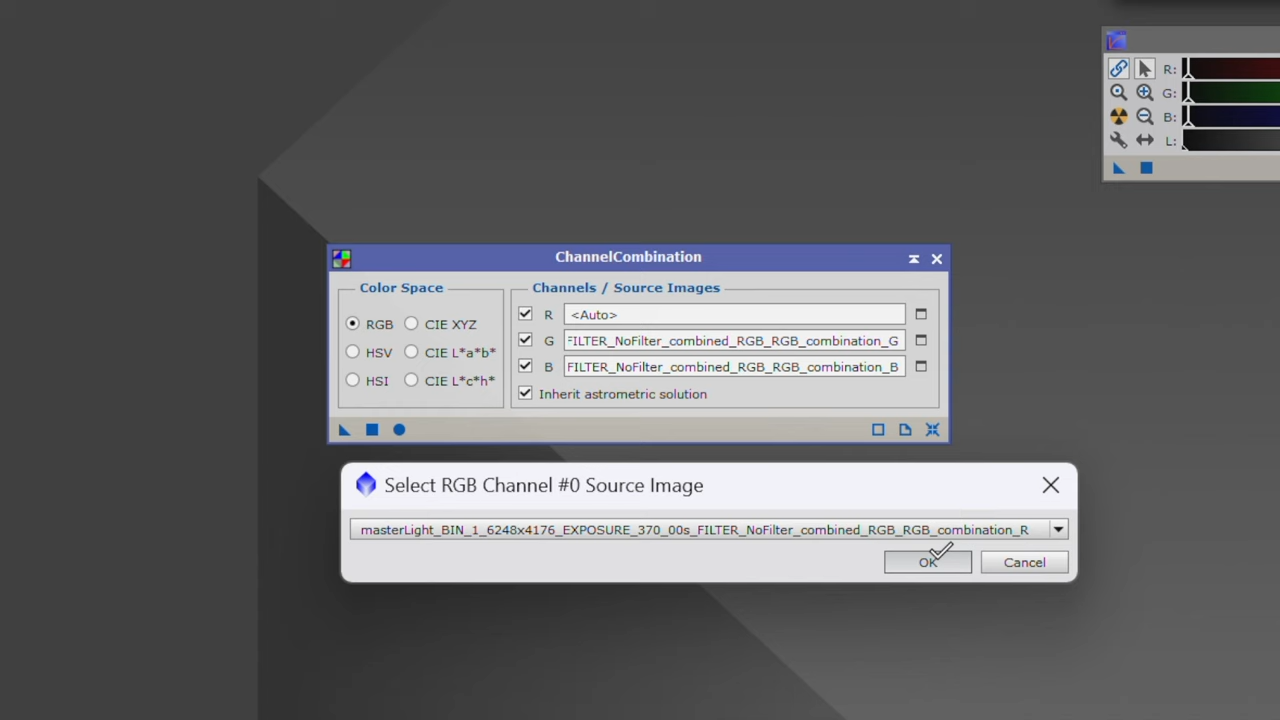 R:
G:
B:
L:
ChannelCombination
Color Space
Channels / Source Images
RGB
CIE XYZ
HSV
CIE L*a*b*
HSI
CIE L*c*h*
R
<Auto>
G
FILTER_NoFilter_combined_RGB_RGB_combination_G
B
FILTER_NoFilter_combined_RGB_RGB_combination_B
Inherit astrometric solution
Select RGB Channel #0 Source Image
masterLight_BIN_1_6248x4176_EXPOSURE_370_00s_FILTER_NoFilter_combined_RGB_RGB_combination_R
OK
Cancel